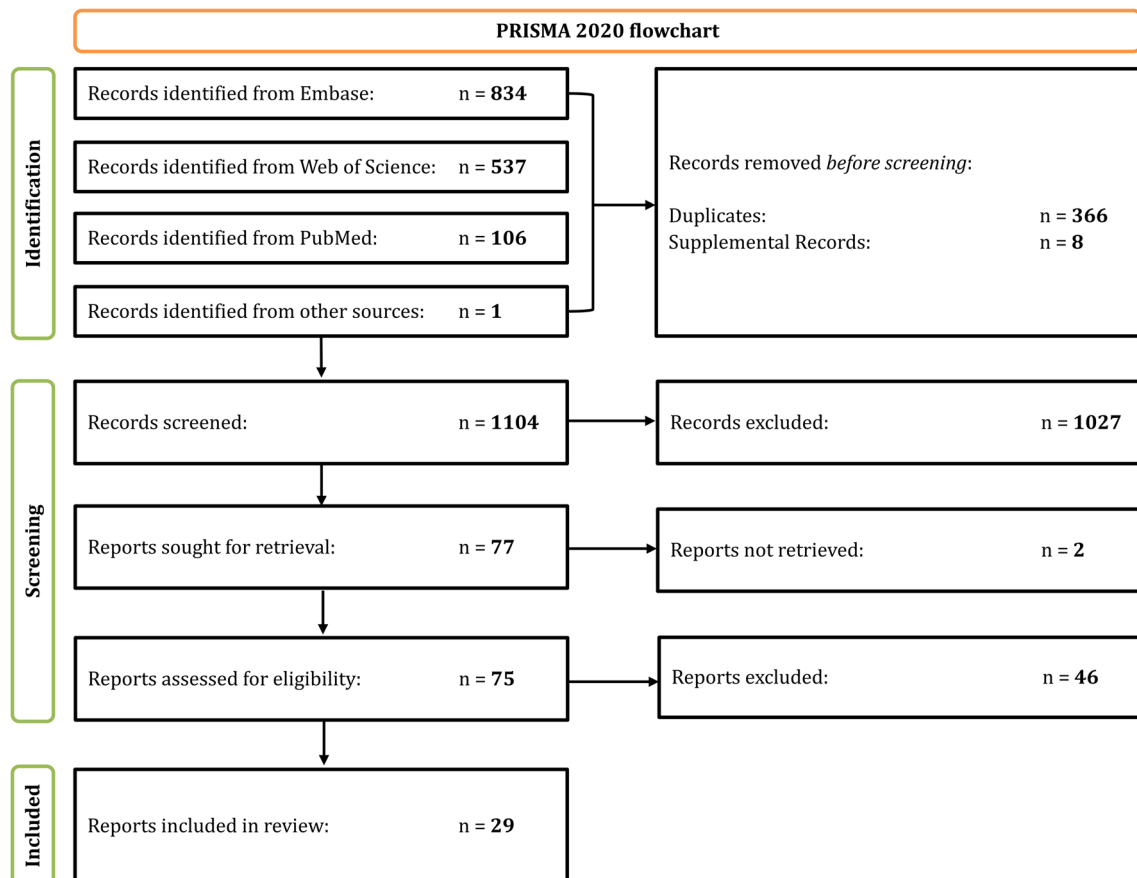 PRISMA 2020 flowchart
Identification
Records identified from Embase: n = 834
Records identified from Web of Science: n = 537
Records identified from PubMed: n = 106
Records identified from other sources: n = 1
Records removed before screening:
Duplicates: n = 366
Supplemental Records: n = 8
Screening
Records screened: n = 1104
Records excluded: n = 1027
Reports sought for retrieval: n = 77
Reports not retrieved: n = 2
Reports assessed for eligibility: n = 75
Reports excluded: n = 46
Included
Reports included in review: n = 29